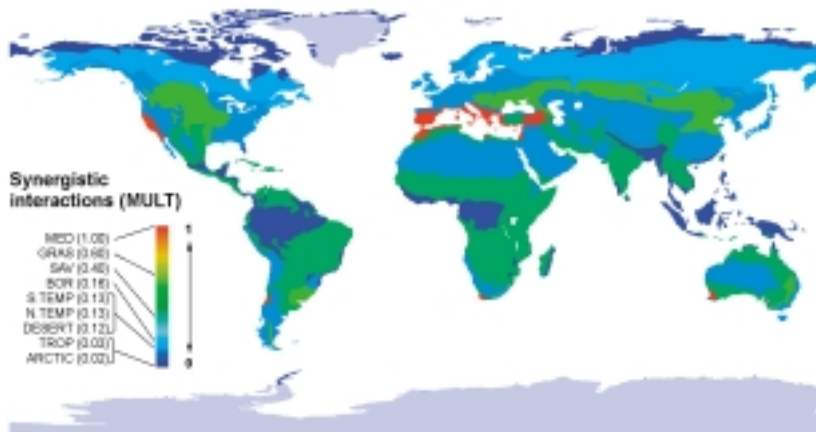 Synergistic
interactions (MULT)
MED (1.00)
GRAS (0.60)
SAV (0.40)
BOR (0.16)
S.TEMP (0.13)
N.TEMP (0.13)
DESERT (0.12)
TROP (0.03)
ARCTIC (0.02)
1
0